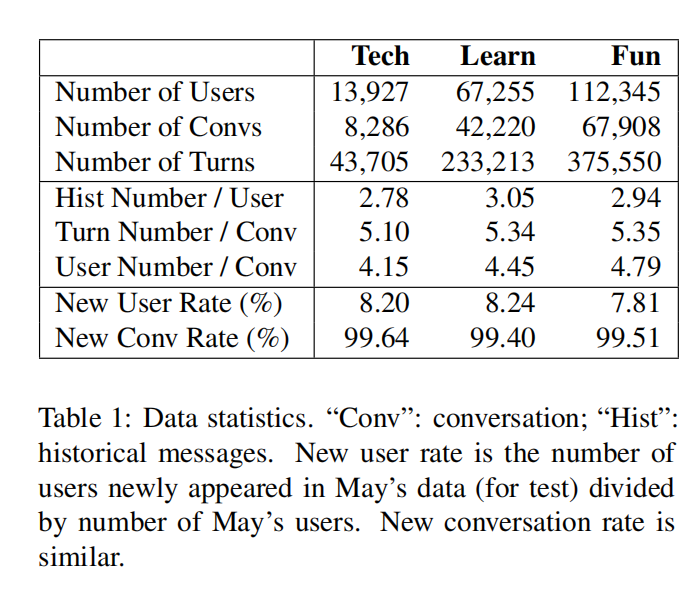 Tech Learn Fun
Number of Users 13,927 67,255 112,345
Number of Convs 8,286 42,220 67,908
Number of Turns 43,705 233,213 375,550
Hist Number / User 2.78 3.05 2.94
Turn Number / Conv 5.10 5.34 5.35
User Number / Conv 4.15 4.45 4.79
New User Rate (%) 8.20 8.24 7.81
New Conv Rate (%) 99.64 99.40 99.51
Table 1: Data statistics. “Conv”: conversation; “Hist”:
historical messages. New user rate is the number of
users newly appeared in May’s data (for test) divided
by number of May’s users. New conversation rate is
similar.